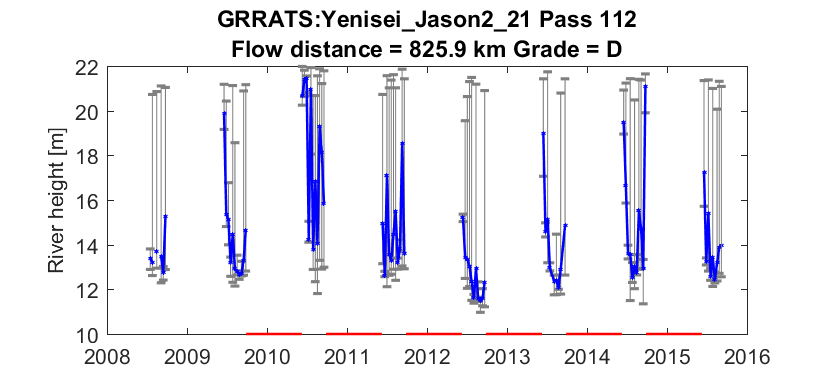 GRRATS:Yenisei_Jason2_21 Pass 112
Flow distance = 825.9 km Grade = D
River height [m]
22
20
18
16
14
12
10
2008 2009 2010 2011 2012 2013 2014 2015 2016